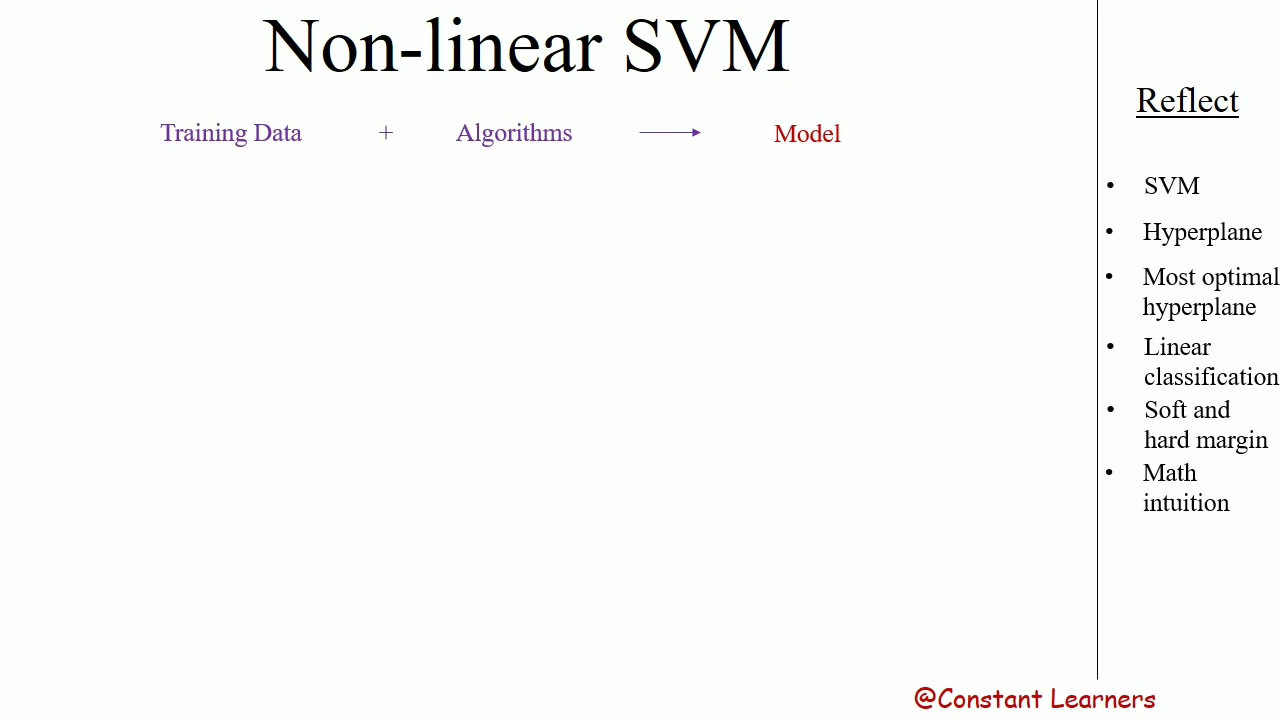 Non-linear SVM
Training Data + Algorithms Model
Reflect
• SVM
• Hyperplane
• Most optimal
hyperplane
• Linear
classification
• Soft and
hard margin
• Math
intuition
@Constant Learners